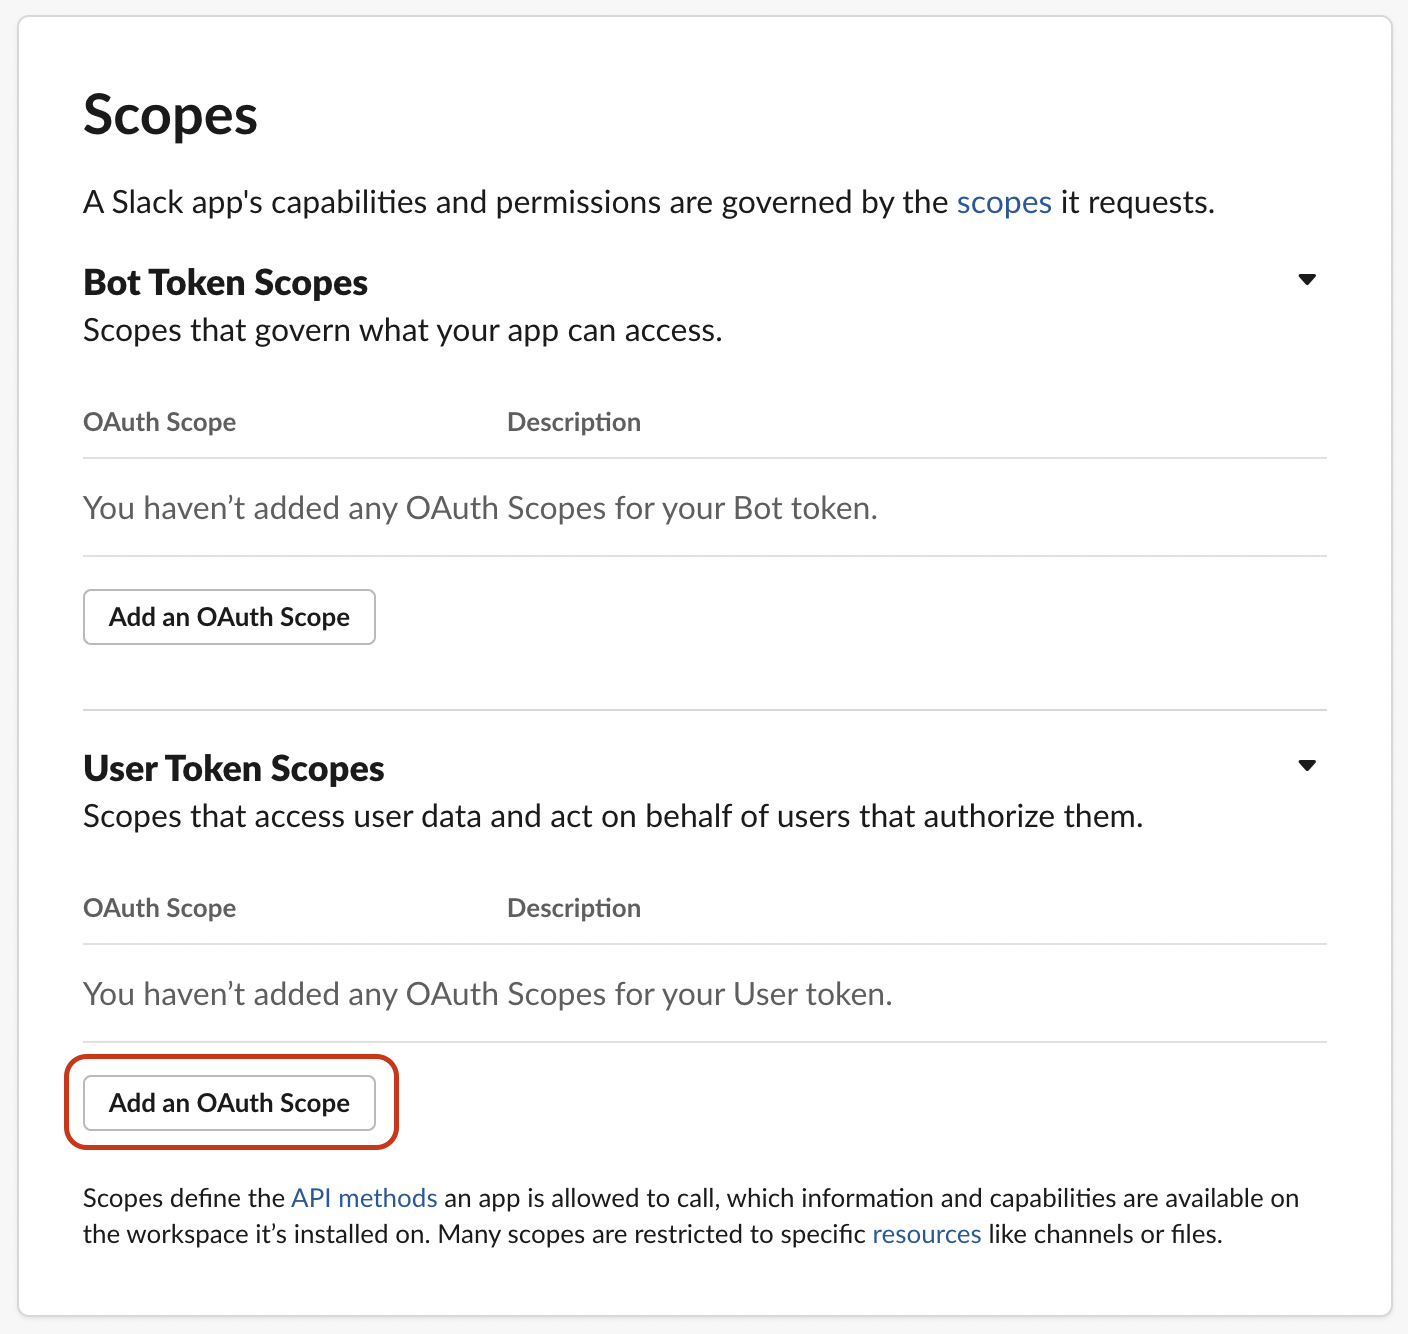 Scopes
A Slack app's capabilities and permissions are governed by the scopes it requests.
Bot Token Scopes
Scopes that govern what your app can access.
OAuth Scope Description
You haven’t added any OAuth Scopes for your Bot token.
Add an OAuth Scope
User Token Scopes
Scopes that access user data and act on behalf of users that authorize them.
OAuth Scope Description
You haven’t added any OAuth Scopes for your User token.
Add an OAuth Scope
Scopes define the API methods an app is allowed to call, which information and capabilities are available on
the workspace it’s installed on. Many scopes are restricted to specific resources like channels or files.